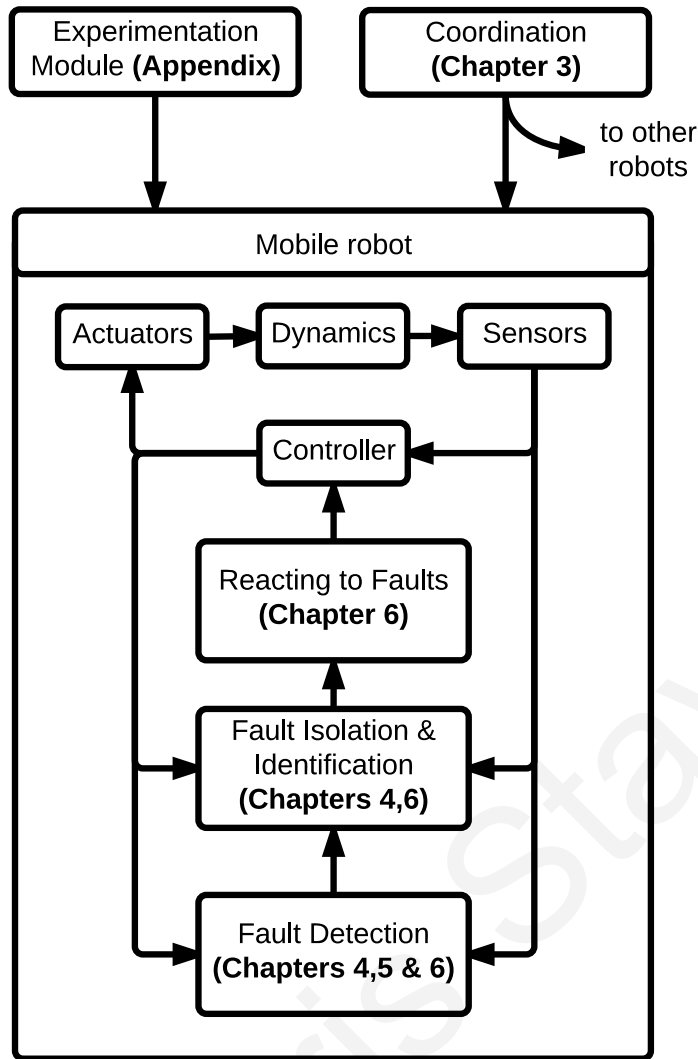 Experimentation
Module (Appendix)
Coordination
(Chapter 3)
to other
robots
Mobile robot
Actuators
Dynamics
Sensors
Controller
Reacting to Faults
(Chapter 6)
Fault Isolation &
Identification
(Chapters 4,6)
Fault Detection
(Chapters 4,5 & 6)